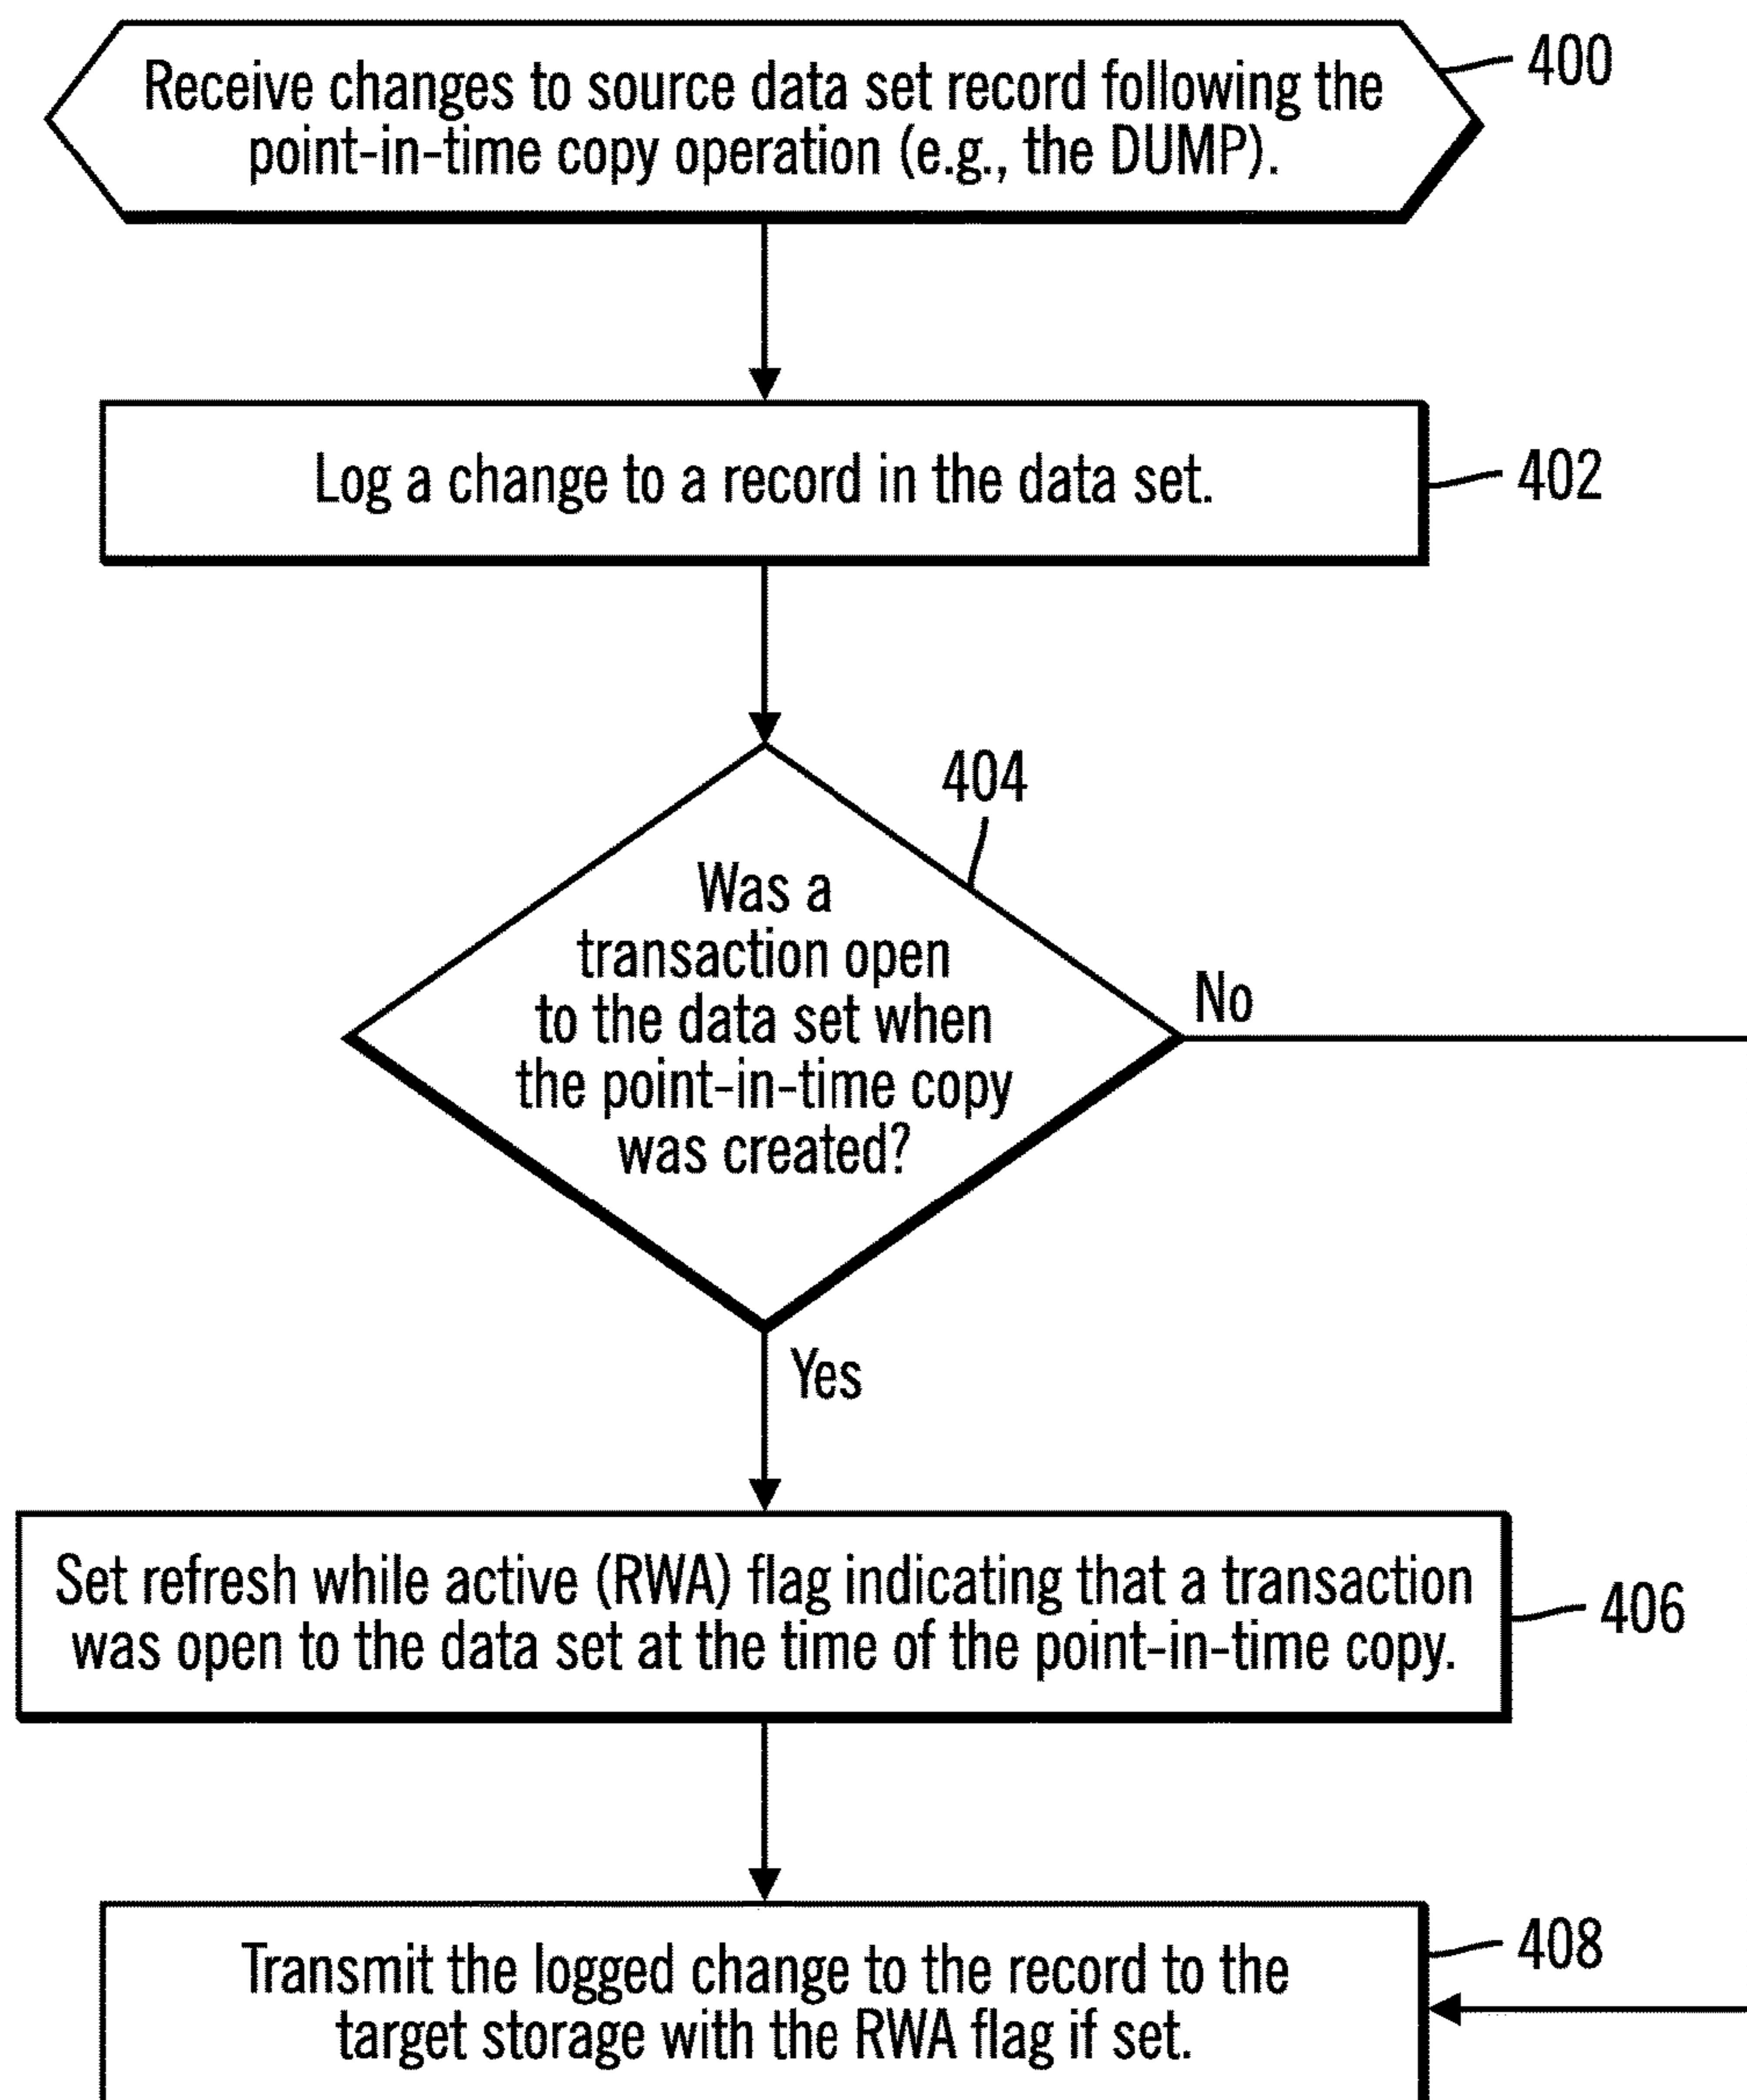 Receive changes to source data set record following the
point-in-time copy operation (e.g., the DUMP).
400
Log a change to a record in the data set.
402
404
Was a
transaction open
to the data set when
the point-in-time copy
was created?
No
Yes
Set refresh while active (RWA) flag indicating that a transaction
was open to the data set at the time of the point-in-time copy.
406
Transmit the logged change to the record to the
target storage with the RWA flag if set.
408